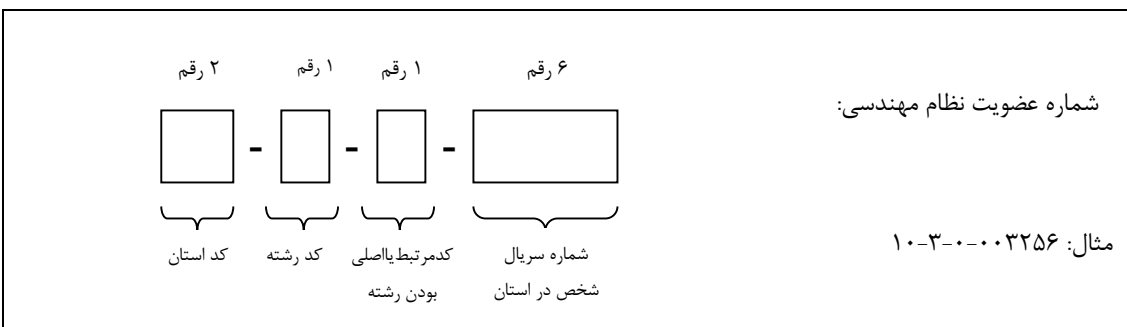 شماره عضویت نظام مهندسی:
۲ رقم
۱ رقم
۱ رقم
۶ رقم
- - -
کد استان
کد رشته
کدمرتبط یااصلی
بودن رشته
شماره سریال
شخص در استان
مثال: ۱۰-۳-۰-۰۰۳۲۵۶